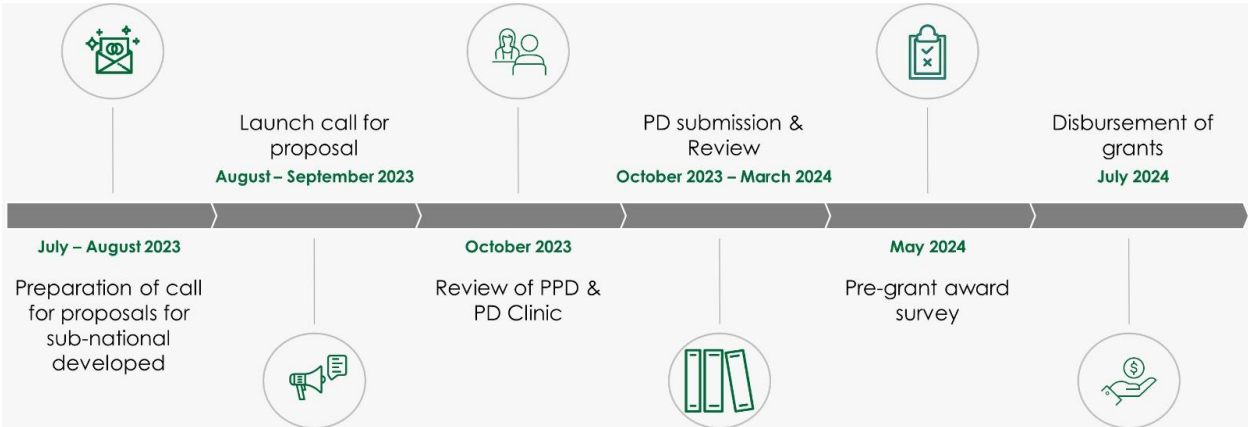 Launch call for
proposal
August – September 2023
PD submission &
Review
October 2023 – March 2024
Disbursement of
grants
July 2024
July – August 2023
Preparation of call
for proposals for
sub-national
developed
October 2023
Review of PPD &
PD Clinic
May 2024
Pre-grant award
survey
$